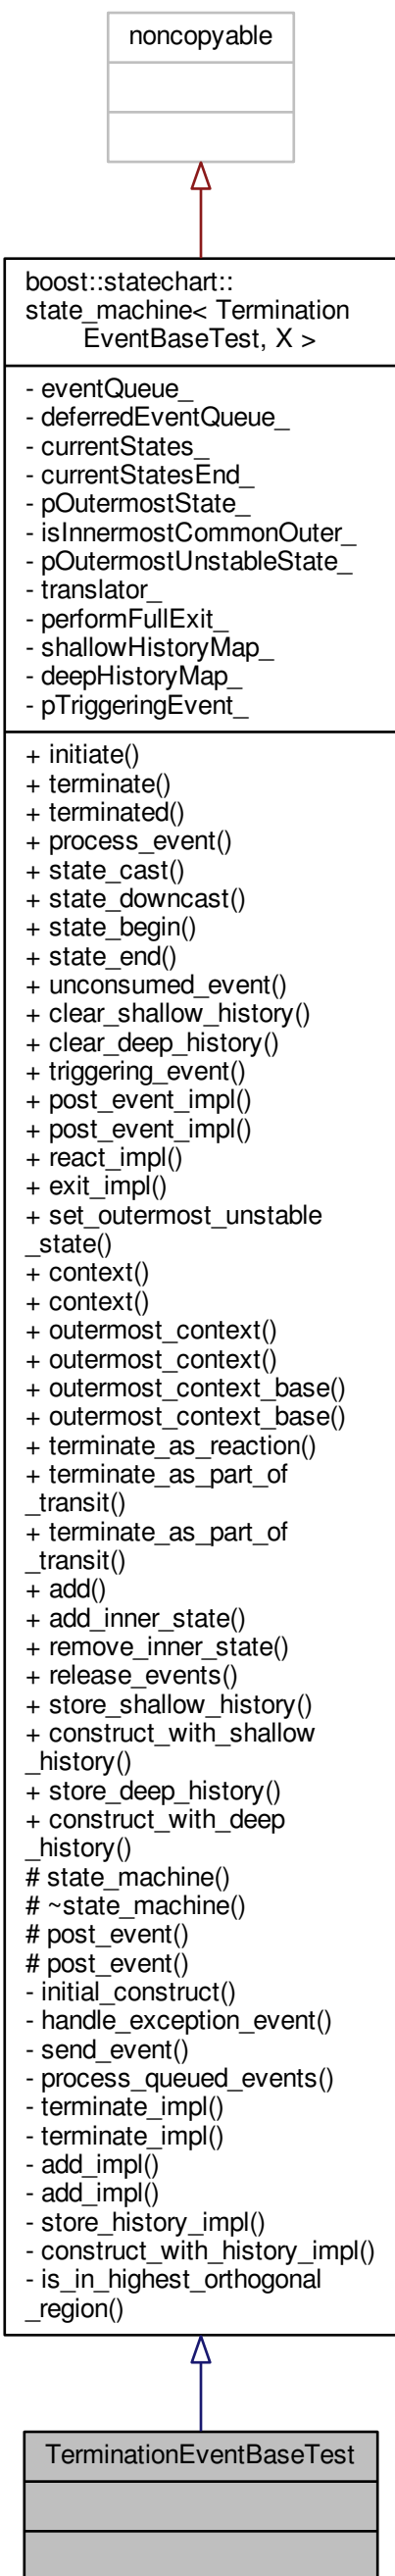 noncopyable
boost::statechart::
state_machine< Termination
EventBaseTest, X >
- eventQueue_
- deferredEventQueue_
- currentStates_
- currentStatesEnd_
- pOutermostState_
- isInnermostCommonOuter_
- pOutermostUnstableState_
- translator_
- performFullExit_
- shallowHistoryMap_
- deepHistoryMap_
- pTriggeringEvent_
+ initiate()
+ terminate()
+ terminated()
+ process_event()
+ state_cast()
+ state_downcast()
+ state_begin()
+ state_end()
+ unconsumed_event()
+ clear_shallow_history()
+ clear_deep_history()
+ triggering_event()
+ post_event_impl()
+ post_event_impl()
+ react_impl()
+ exit_impl()
+ set_outermost_unstable
_state()
+ context()
+ context()
+ outermost_context()
+ outermost_context()
+ outermost_context_base()
+ outermost_context_base()
+ terminate_as_reaction()
+ terminate_as_part_of
_transit()
+ terminate_as_part_of
_transit()
+ add()
+ add_inner_state()
+ remove_inner_state()
+ release_events()
+ store_shallow_history()
+ construct_with_shallow
_history()
+ store_deep_history()
+ construct_with_deep
_history()
# state_machine()
# ~state_machine()
# post_event()
# post_event()
- initial_construct()
- handle_exception_event()
- send_event()
- process_queued_events()
- terminate_impl()
- terminate_impl()
- add_impl()
- add_impl()
- store_history_impl()
- construct_with_history_impl()
- is_in_highest_orthogonal
_region()
TerminationEventBaseTest